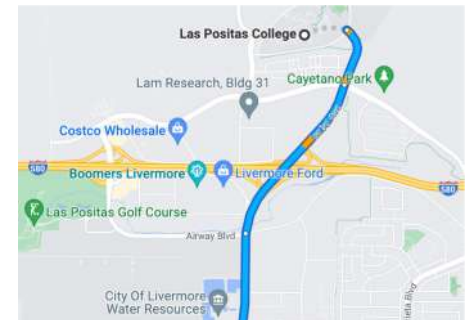 Las Positas College
Lam Research, Bldg 31
Cayetano Park
Costco Wholesale
580
Boomers Livermore
Livermore Ford
580
Las Positas Golf Course
Airway Blvd
City Of Livermore
Water Resources